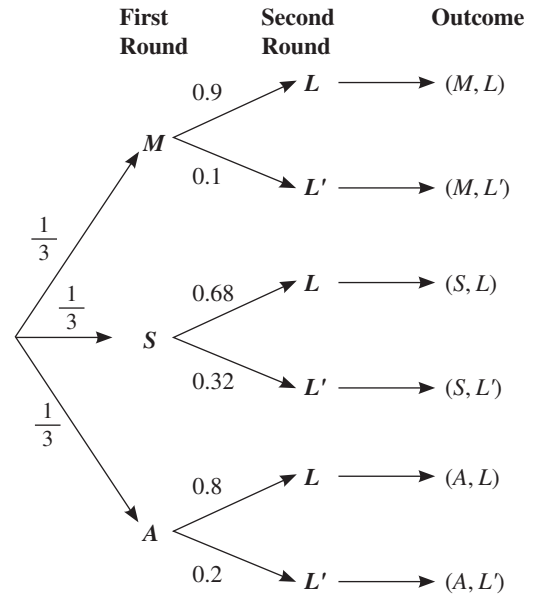 First Round
Second Round
Outcome
0.9
L
(M, L)
M
0.1
L'
(M, L')
1/3
0.68
L
(S, L)
1/3
S
0.32
L'
(S, L')
1/3
0.8
L
(A, L)
A
0.2
L'
(A, L')